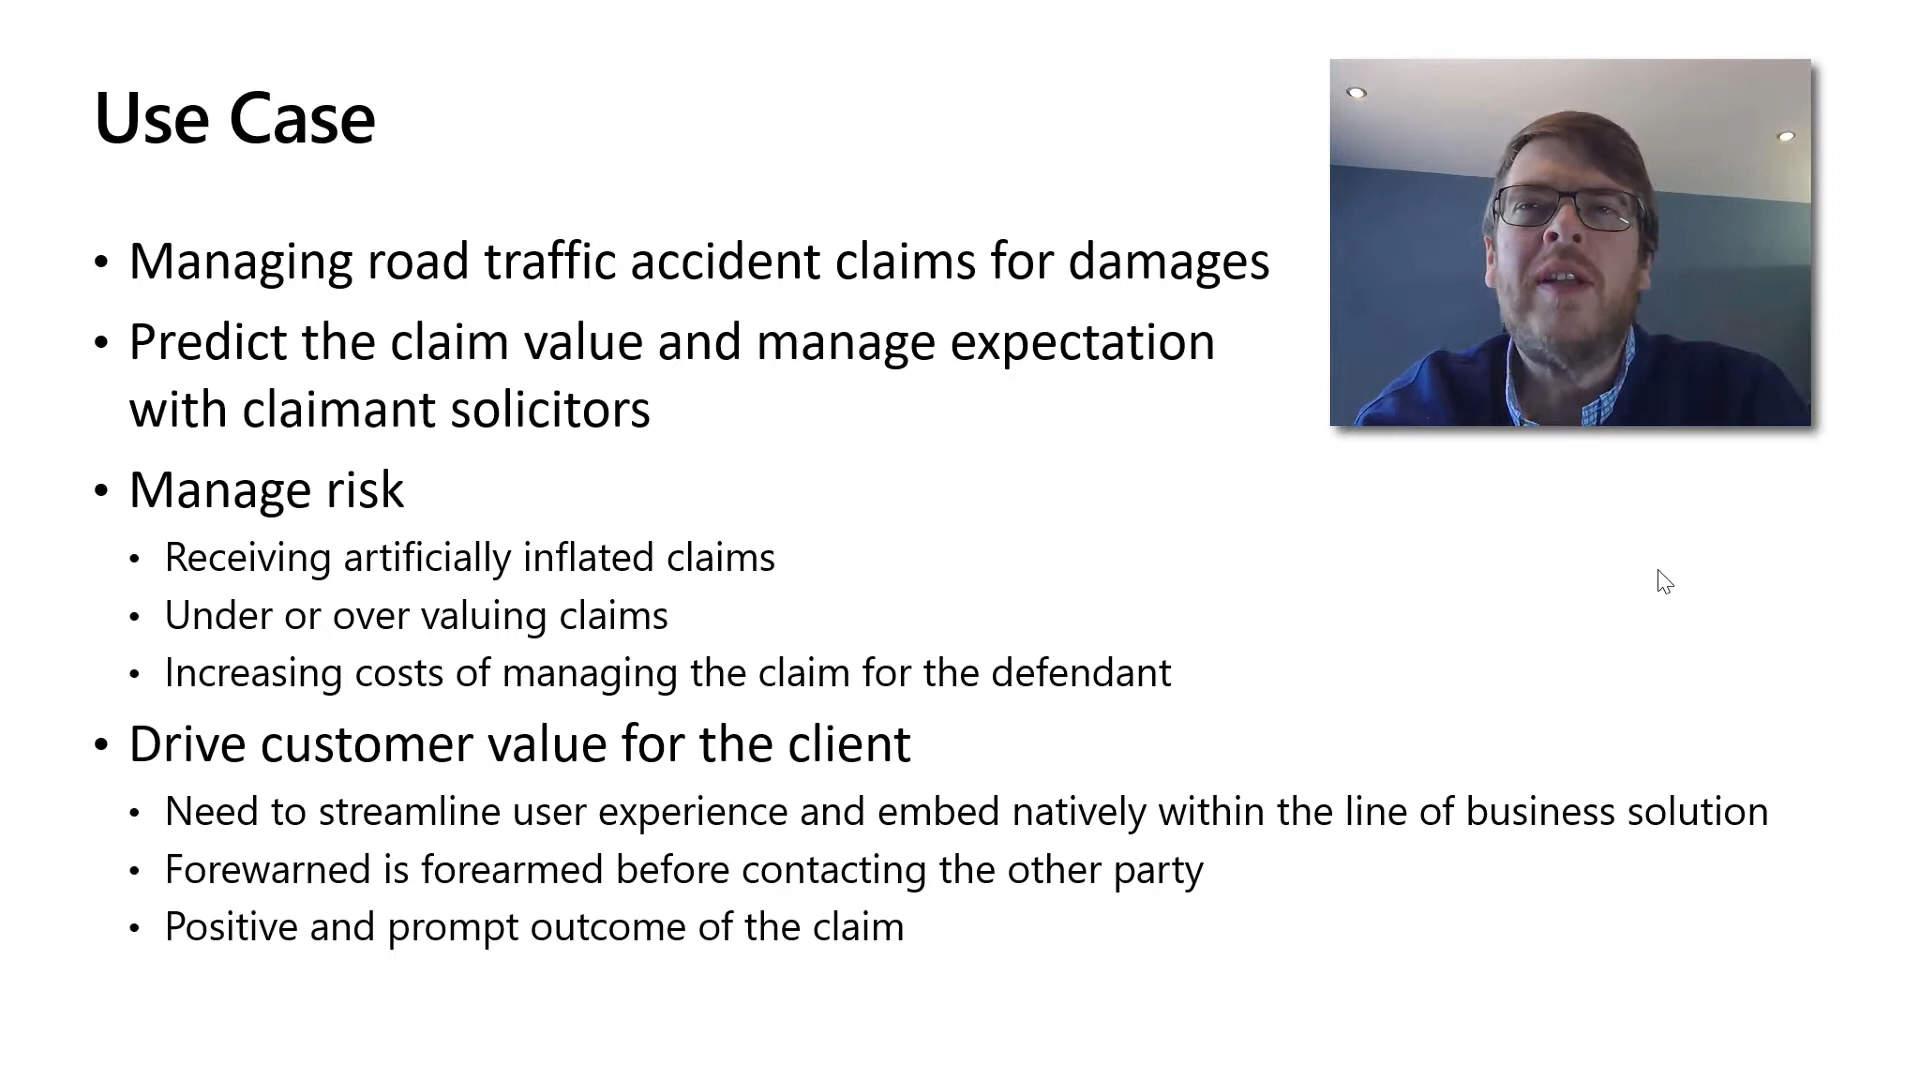 Use Case
• Managing road traffic accident claims for damages
• Predict the claim value and manage expectation
with claimant solicitors
• Manage risk
• Receiving artificially inflated claims
• Under or over valuing claims
• Increasing costs of managing the claim for the defendant
• Drive customer value for the client
• Need to streamline user experience and embed natively within the line of business solution
• Forewarned is forearmed before contacting the other party
• Positive and prompt outcome of the claim